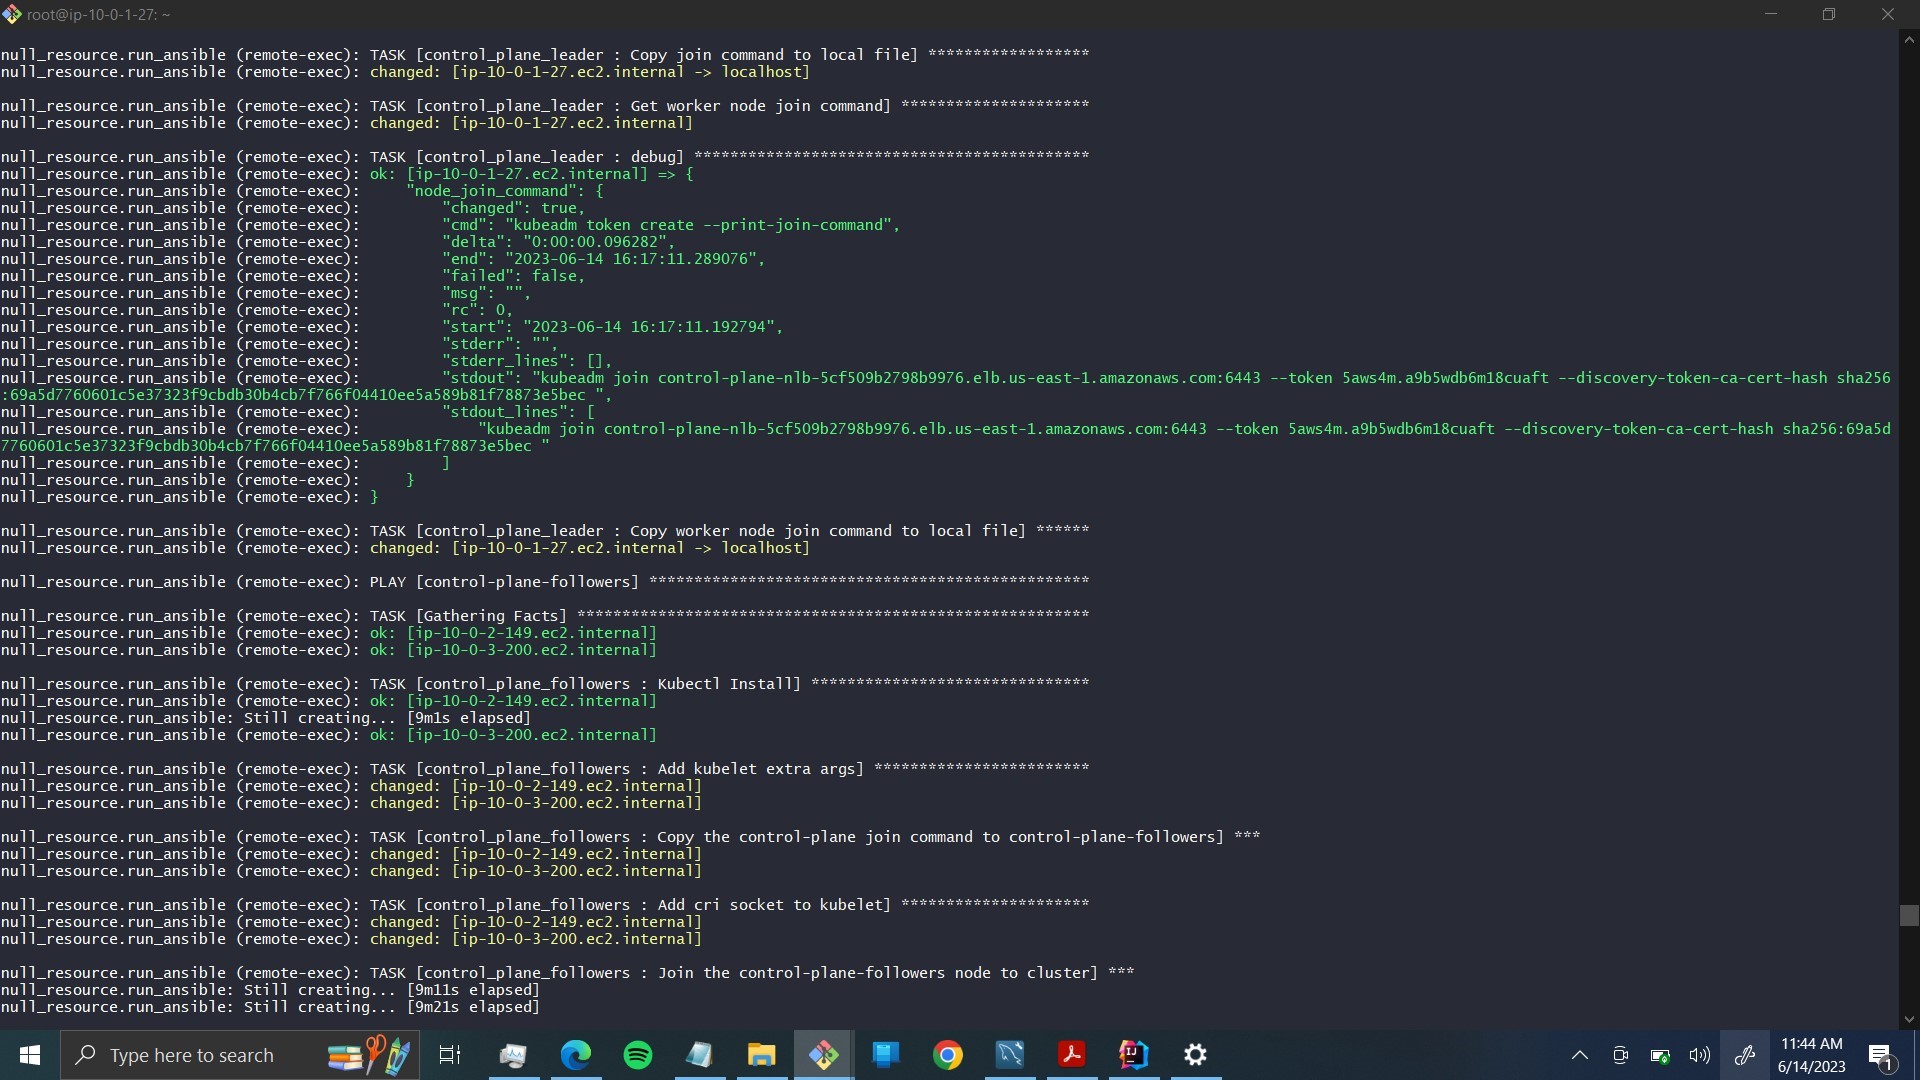 root@ip-10-0-1-27: ~
null_resource.run_ansible (remote-exec): TASK [control_plane_leader : Copy join command to local file] ******************
null_resource.run_ansible (remote-exec): changed: [ip-10-0-1-27.ec2.internal -> localhost]
null_resource.run_ansible (remote-exec): TASK [control_plane_leader : Get worker node join command] *********************
null_resource.run_ansible (remote-exec): changed: [ip-10-0-1-27.ec2.internal]
null_resource.run_ansible (remote-exec): TASK [control_plane_leader : debug] ********************************************
null_resource.run_ansible (remote-exec): ok: [ip-10-0-1-27.ec2.internal] => {
null_resource.run_ansible (remote-exec):     "node_join_command": {
null_resource.run_ansible (remote-exec):         "changed": true,
null_resource.run_ansible (remote-exec):         "cmd": "kubeadm token create --print-join-command",
null_resource.run_ansible (remote-exec):         "delta": "0:00:00.096282",
null_resource.run_ansible (remote-exec):         "end": "2023-06-14 16:17:11.289076",
null_resource.run_ansible (remote-exec):         "failed": false,
null_resource.run_ansible (remote-exec):         "msg": "",
null_resource.run_ansible (remote-exec):         "rc": 0,
null_resource.run_ansible (remote-exec):         "start": "2023-06-14 16:17:11.192794",
null_resource.run_ansible (remote-exec):         "stderr": "",
null_resource.run_ansible (remote-exec):         "stderr_lines": [],
null_resource.run_ansible (remote-exec):         "stdout": "kubeadm join control-plane-nlb-5cf509b2798b9976.elb.us-east-1.amazonaws.com:6443 --token 5aws4m.a9b5wdb6m18cuaft --discovery-token-ca-cert-hash sha256
:69a5d7760601c5e37323f9cbdb30b4cb7f766f04410ee5a589b81f78873e5bec ",
null_resource.run_ansible (remote-exec):         "stdout_lines": [
null_resource.run_ansible (remote-exec):             "kubeadm join control-plane-nlb-5cf509b2798b9976.elb.us-east-1.amazonaws.com:6443 --token 5aws4m.a9b5wdb6m18cuaft --discovery-token-ca-cert-hash sha256:69a5d
7760601c5e37323f9cbdb30b4cb7f766f04410ee5a589b81f78873e5bec "
null_resource.run_ansible (remote-exec):         ]
null_resource.run_ansible (remote-exec):     }
null_resource.run_ansible (remote-exec): }
null_resource.run_ansible (remote-exec): TASK [control_plane_leader : Copy worker node join command to local file] ******
null_resource.run_ansible (remote-exec): changed: [ip-10-0-1-27.ec2.internal -> localhost]
null_resource.run_ansible (remote-exec): PLAY [control-plane-followers] *************************************************
null_resource.run_ansible (remote-exec): TASK [Gathering Facts] *********************************************************
null_resource.run_ansible (remote-exec): ok: [ip-10-0-2-149.ec2.internal]
null_resource.run_ansible (remote-exec): ok: [ip-10-0-3-200.ec2.internal]
null_resource.run_ansible (remote-exec): TASK [control_plane_followers : Kubectl Install] *******************************
null_resource.run_ansible (remote-exec): ok: [ip-10-0-2-149.ec2.internal]
null_resource.run_ansible: Still creating... [9m1s elapsed]
null_resource.run_ansible (remote-exec): ok: [ip-10-0-3-200.ec2.internal]
null_resource.run_ansible (remote-exec): TASK [control_plane_followers : Add kubelet extra args] ************************
null_resource.run_ansible (remote-exec): changed: [ip-10-0-2-149.ec2.internal]
null_resource.run_ansible (remote-exec): changed: [ip-10-0-3-200.ec2.internal]
null_resource.run_ansible (remote-exec): TASK [control_plane_followers : Copy the control-plane join command to control-plane-followers] ***
null_resource.run_ansible (remote-exec): changed: [ip-10-0-2-149.ec2.internal]
null_resource.run_ansible (remote-exec): changed: [ip-10-0-3-200.ec2.internal]
null_resource.run_ansible (remote-exec): TASK [control_plane_followers : Add cri socket to kubelet] *********************
null_resource.run_ansible (remote-exec): changed: [ip-10-0-2-149.ec2.internal]
null_resource.run_ansible (remote-exec): changed: [ip-10-0-3-200.ec2.internal]
null_resource.run_ansible (remote-exec): TASK [control_plane_followers : Join the control-plane-followers node to cluster] ***
null_resource.run_ansible: Still creating... [9m11s elapsed]
null_resource.run_ansible: Still creating... [9m21s elapsed]
Type here to search
IJ
11:44 AM
6/14/2023
1